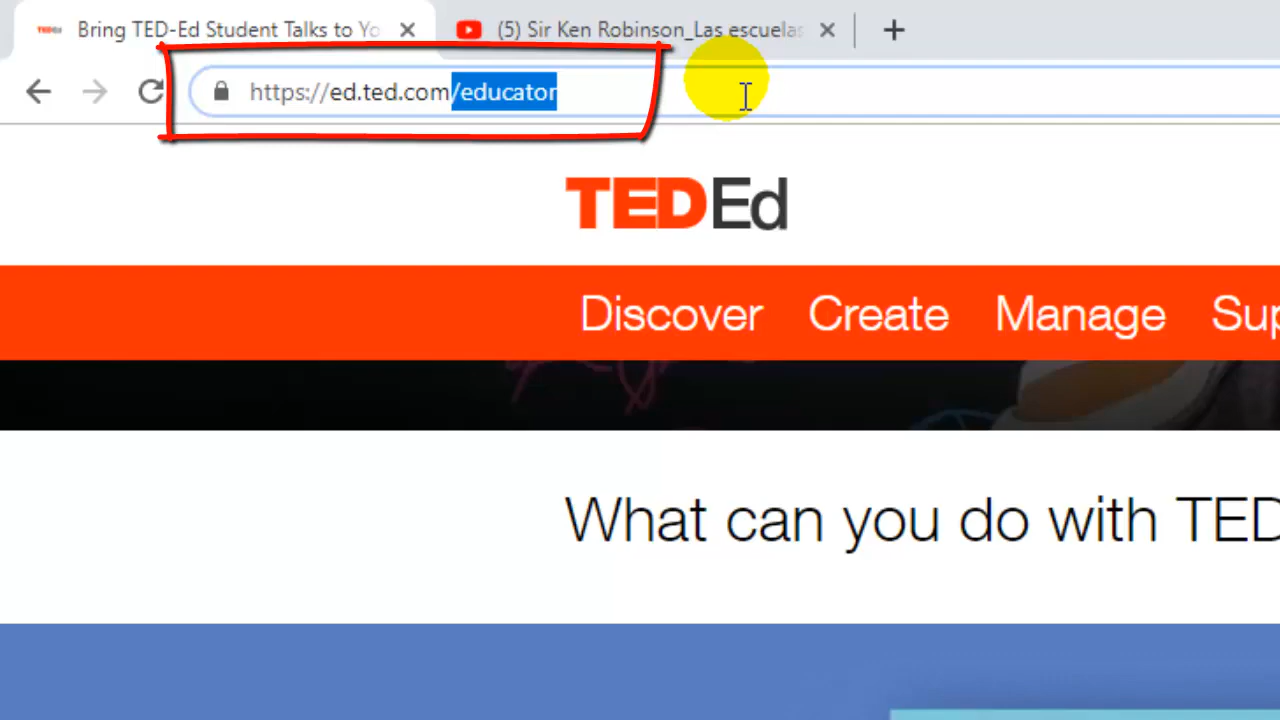 Bring TED-Ed Student Talks to Yo
(5) Sir Ken Robinson_Las escuelas
https://ed.ted.com/educator
TEDEd
Discover Create Manage Sup
What can you do with TED